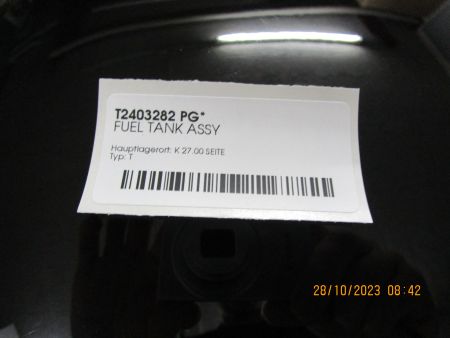 T2403282 PG*
FUEL TANK ASSY
Hauptlagerort: K 27.00 SEITE
Typ: T
28/10/2023 08:42